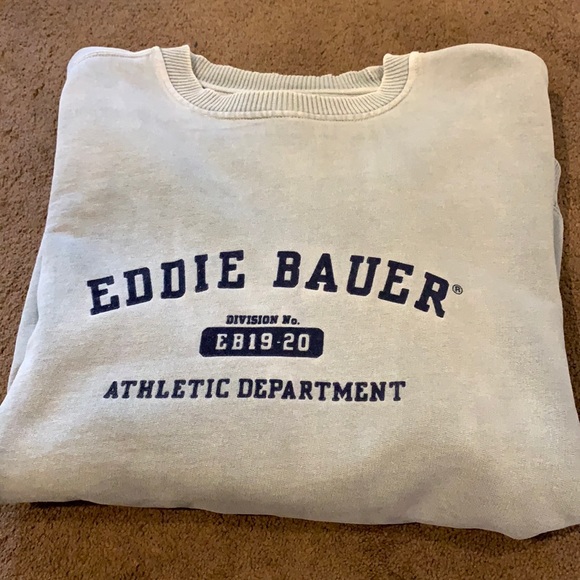 EDDIE BAUER®
DIVISION No.
EB19-20
ATHLETIC DEPARTMENT